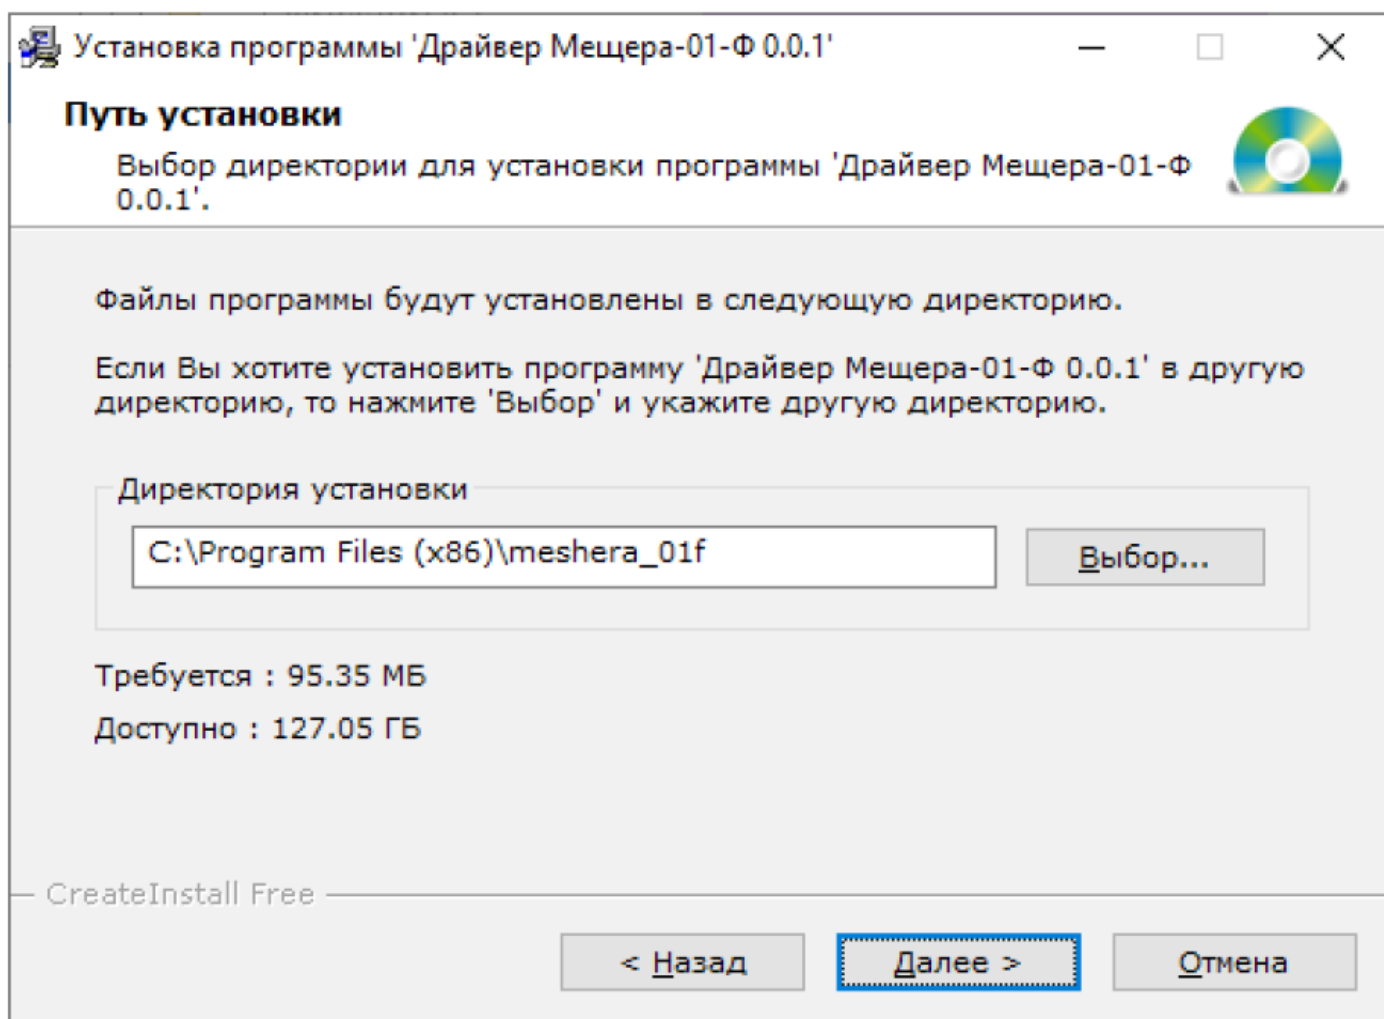 Установка программы 'Драйвер Мещера-01-Ф 0.0.1'
Путь установки
Выбор директории для установки программы 'Драйвер Мещера-01-Ф
0.0.1'.
Файлы программы будут установлены в следующую директорию.
Если Вы хотите установить программу 'Драйвер Мещера-01-Ф 0.0.1' в другую
директорию, то нажмите 'Выбор' и укажите другую директорию.
Директория установки
C:\Program Files (x86)\meshera_01f
Выбор...
Требуется : 95.35 МБ
Доступно : 127.05 ГБ
CreateInstall Free
< Назад
Далее >
Отмена